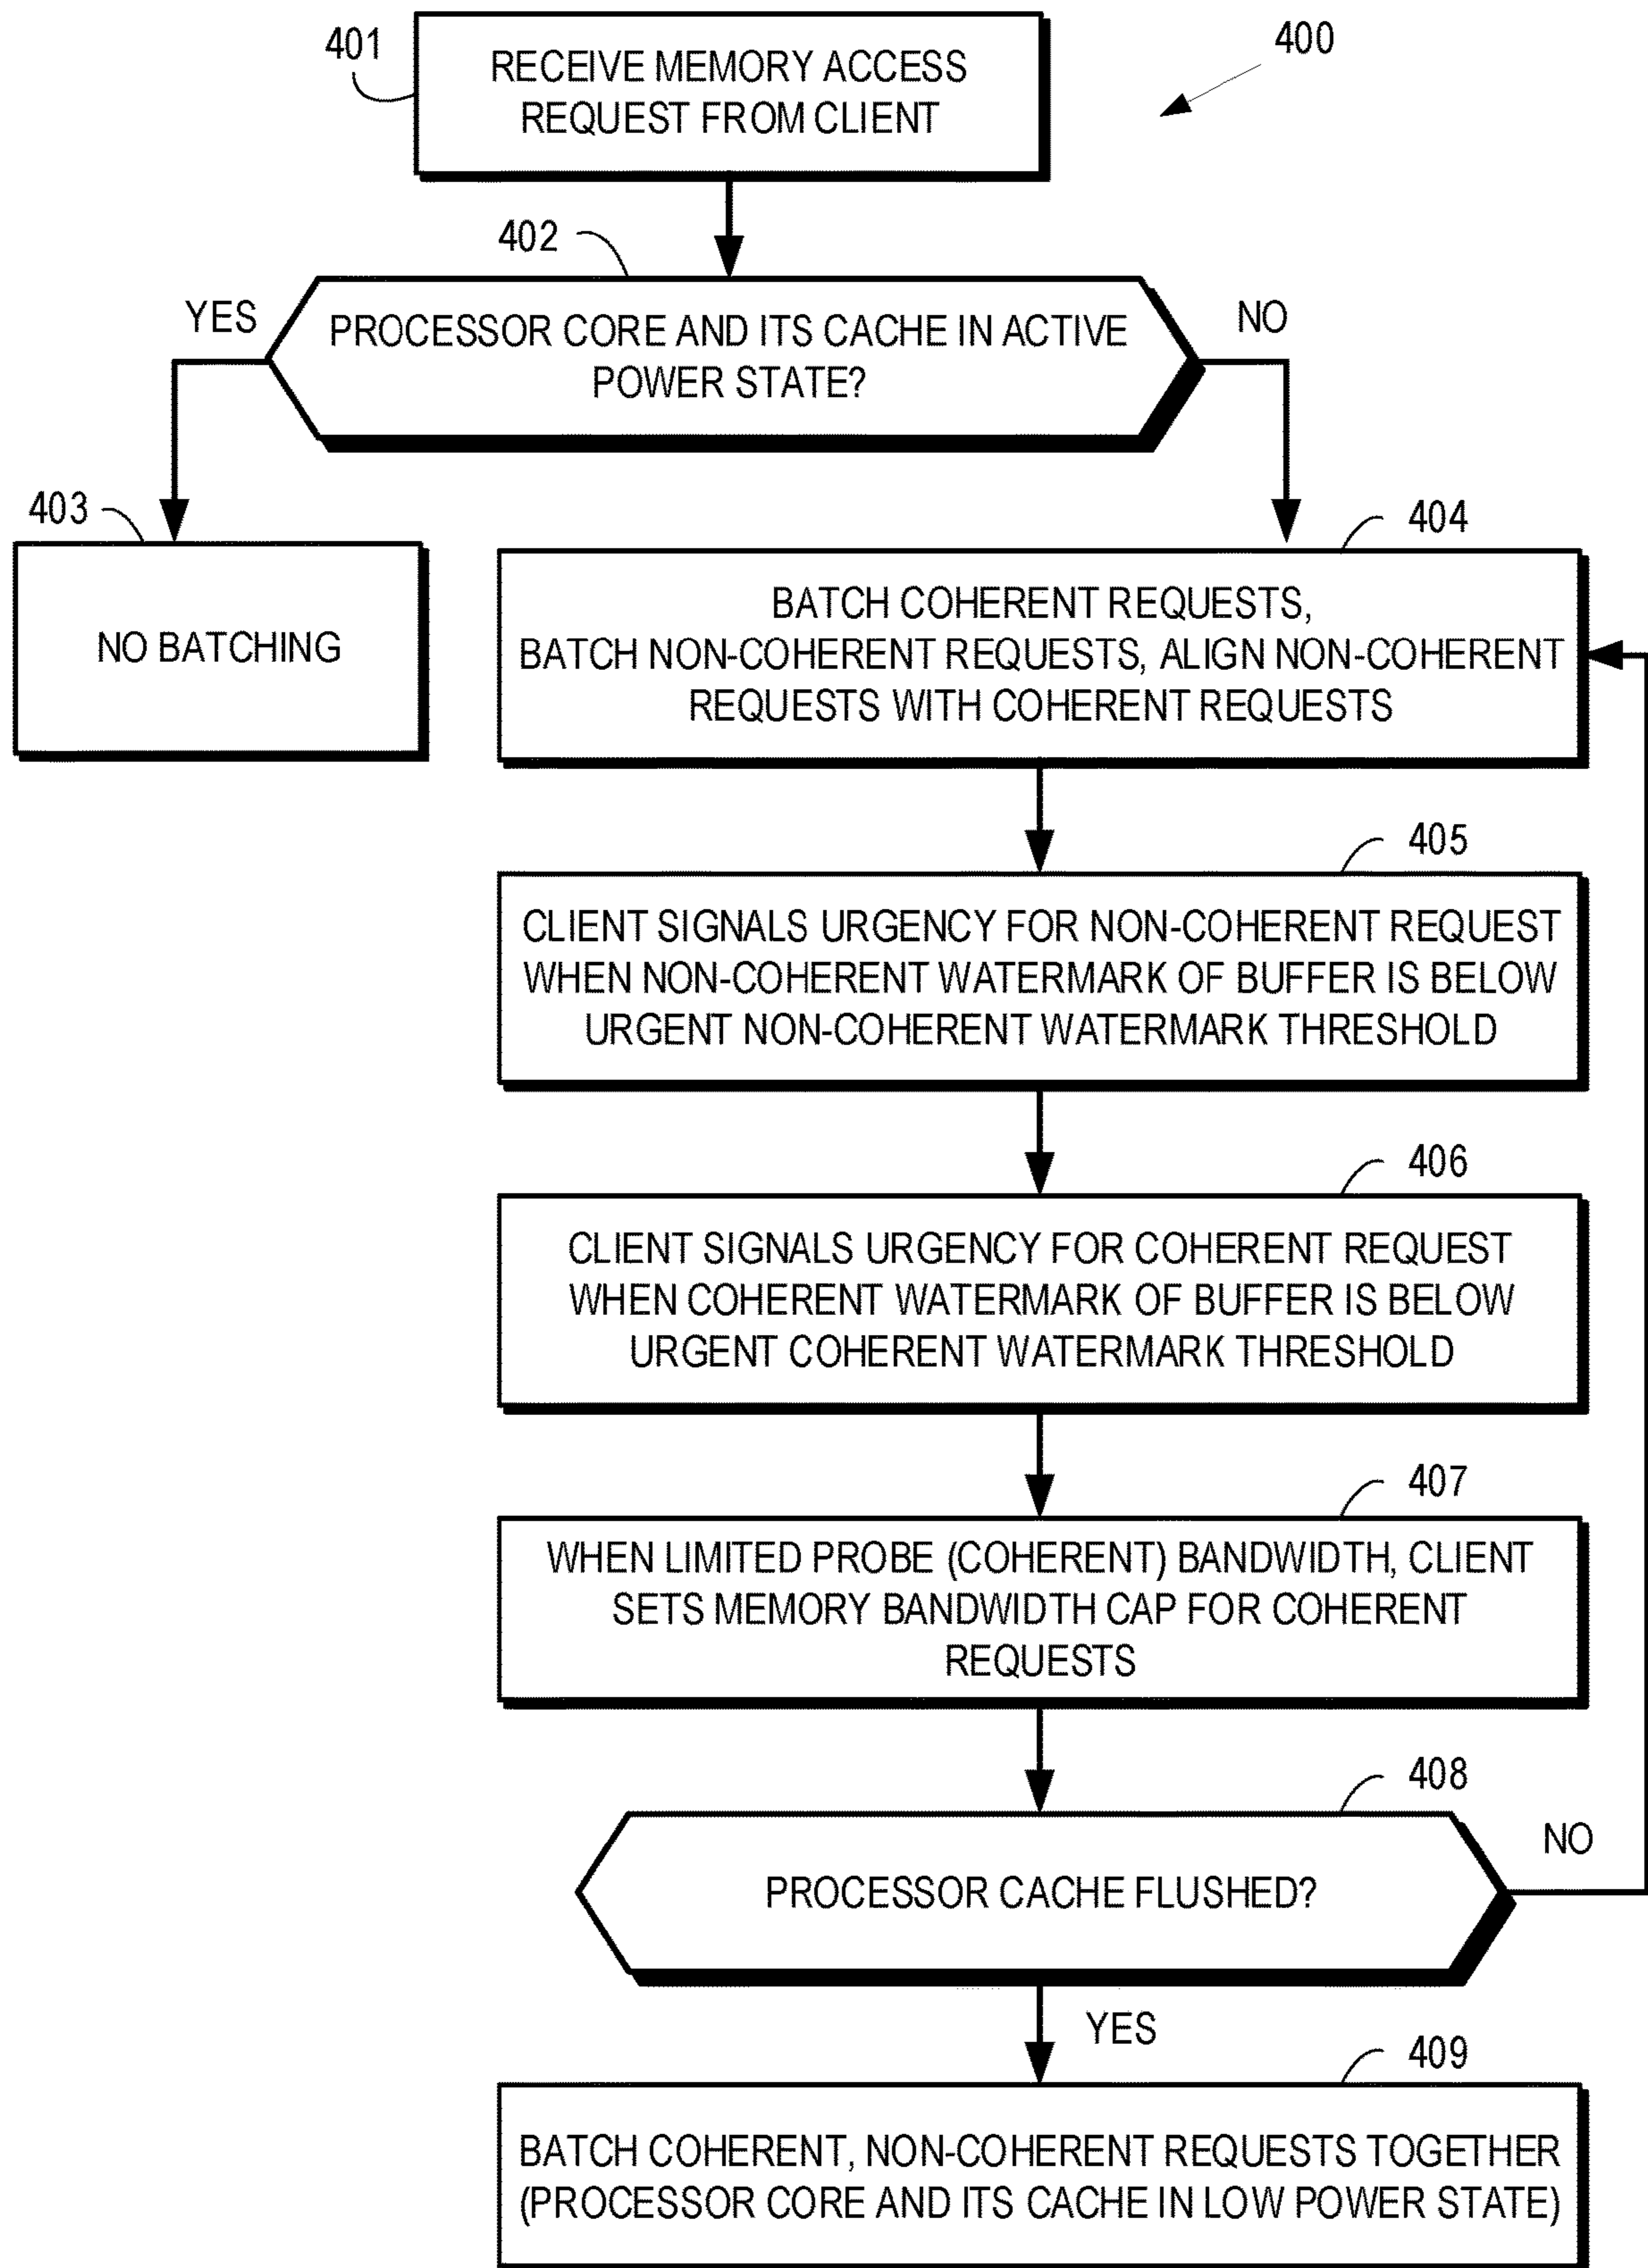 401
RECEIVE MEMORY ACCESS
REQUEST FROM CLIENT
400
402
YES
PROCESSOR CORE AND ITS CACHE IN ACTIVE
POWER STATE?
NO
403
NO BATCHING
404
BATCH COHERENT REQUESTS,
BATCH NON-COHERENT REQUESTS, ALIGN NON-COHERENT
REQUESTS WITH COHERENT REQUESTS
405
CLIENT SIGNALS URGENCY FOR NON-COHERENT REQUEST
WHEN NON-COHERENT WATERMARK OF BUFFER IS BELOW
URGENT NON-COHERENT WATERMARK THRESHOLD
406
CLIENT SIGNALS URGENCY FOR COHERENT REQUEST
WHEN COHERENT WATERMARK OF BUFFER IS BELOW
URGENT COHERENT WATERMARK THRESHOLD
407
WHEN LIMITED PROBE (COHERENT) BANDWIDTH, CLIENT
SETS MEMORY BANDWIDTH CAP FOR COHERENT
REQUESTS
408
PROCESSOR CACHE FLUSHED?
NO
YES
409
BATCH COHERENT, NON-COHERENT REQUESTS TOGETHER
(PROCESSOR CORE AND ITS CACHE IN LOW POWER STATE)